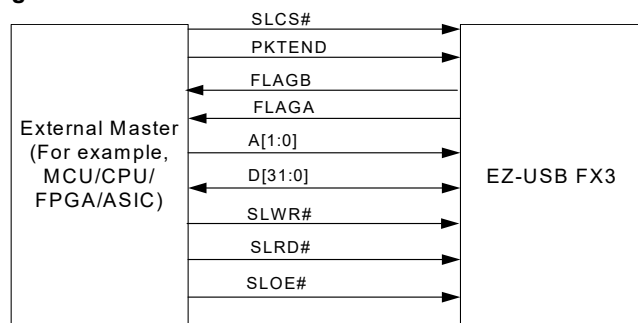 SLCS#
PKTEND
FLAGB
FLAGA
A[1:0]
D[31:0]
SLWR#
SLRD#
SLOE#
External Master
(For example,
MCU/CPU/
FPGA/ASIC)
EZ-USB FX3